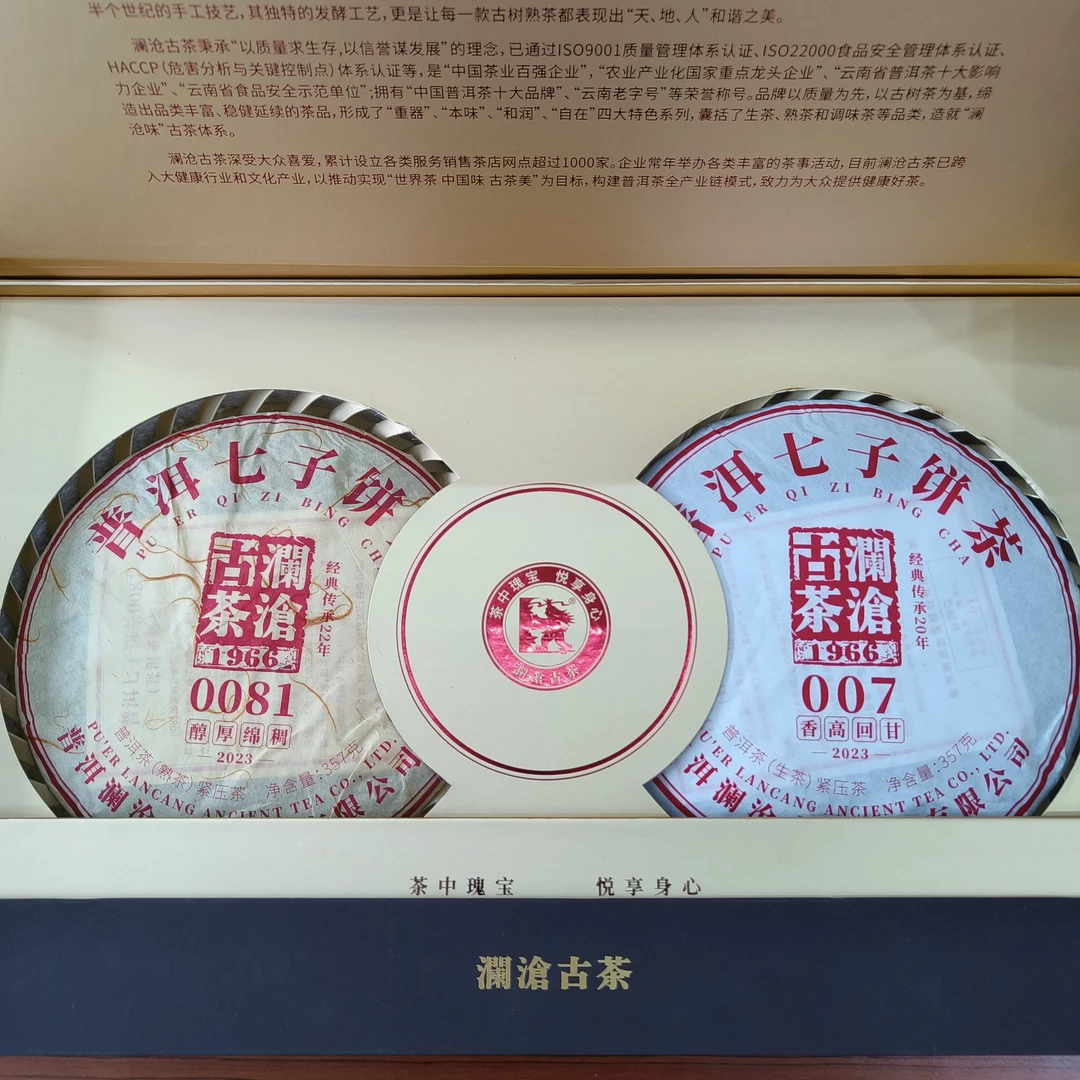 半个世纪的手工技艺，其独特的发酵工艺，更是让每一款古树熟茶都表现出“天、地、人”和谐之美。
澜沧古茶秉承“以质量求生存，以信誉谋发展”的理念，已通过ISO9001质量管理体系认证、ISO22000食品安全管理体系认证、
HACCP（危害分析与关键控制点）体系认证等，是“中国茶业百强企业”，“农业产业化国家重点龙头企业”、“云南省普洱茶十大影响
力企业”、“云南省食品安全示范单位”；拥有“中国普洱茶十大品牌”、“云南老字号”等荣誉称号。品牌以质量为先，以古树茶为基，缔
造出品类丰富、稳健延续的茶品，形成了“重器”、“本味”、“和润”、“自在”四大特色系列，囊括了生茶、熟茶和调味茶等品类，造就“澜
沧味”古茶体系。
澜沧古茶深受大众喜爱，累计设立各类服务销售茶店网点超过1000家。企业常年举办各类丰富的茶事活动，目前澜沧古茶已跨
入大健康行业和文化产业，以推动实现“世界茶 中国味 古茶美”为目标，构建普洱茶全产业链模式，致力为大众提供健康好茶。
普洱七子饼
PU ER QI ZI BING CHA
古瀾
茶滄
1966
经典传承22年
0081
醇厚绵稠
—2023—
普洱茶（熟茶）紧压茶 净含量：357克
PU'ER LANCANG ANCIENT TEA CO., LTD.
普洱澜沧
限公司
茶中瑰宝 悦享身心
瀾滄古茶
普洱七子饼茶
PU ER QI ZI BING CHA
古瀾
茶滄
1966
经典传承20年
007
香高回甘
—2023—
普洱茶（生茶）紧压茶 净含量：357克
PU'ER LANCANG ANCIENT TEA CO., LTD.
洱澜沧
有限公司
茶中瑰宝 悦享身心
瀾滄古茶